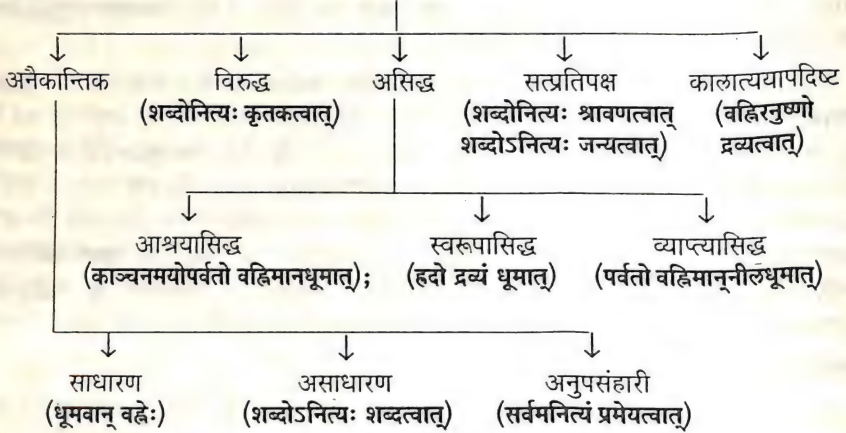 अनैकान्तिक विरुद्ध असिद्ध सत्प्रतिपक्ष कालात्ययापदिष्ट
(शब्दोनित्यः कृतकत्वात्) (शब्दोनित्यः श्रावणत्वात् (वह्निरनुष्णो
शब्दोऽनित्यः जन्यत्वात्) द्रव्यत्वात्)
आश्रयासिद्ध स्वरूपासिद्ध व्याप्त्यासिद्ध
(काञ्चनमयोपर्वतो वह्निमानधूमात्); (हृदो द्रव्यं धूमात्) (पर्वतो वह्निमान्नीलधूमात्)
साधारण असाधारण अनुपसंहारी
(धूमवान् वह्नेः) (शब्दोऽनित्यः शब्दत्वात्) (सर्वमनित्यं प्रमेयत्वात्)